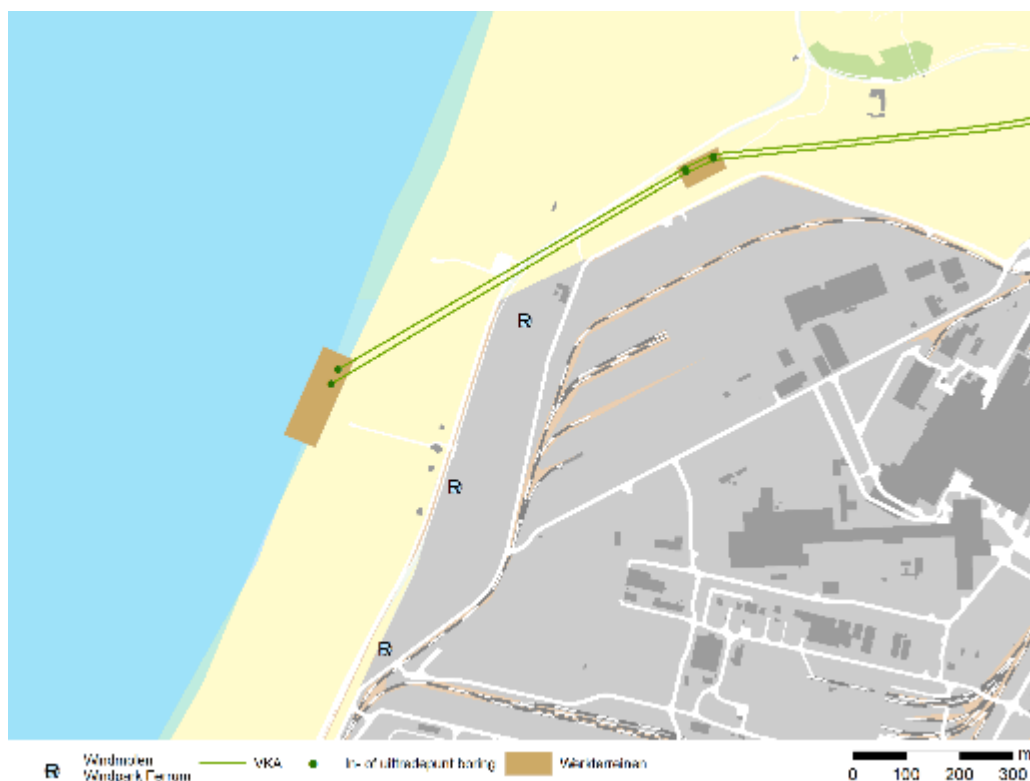 R
R
R
R Windmolen
Windpark Ferrum
VKA
In- of uittredepunt boring
Werkterreinen
m
0 100 200 300